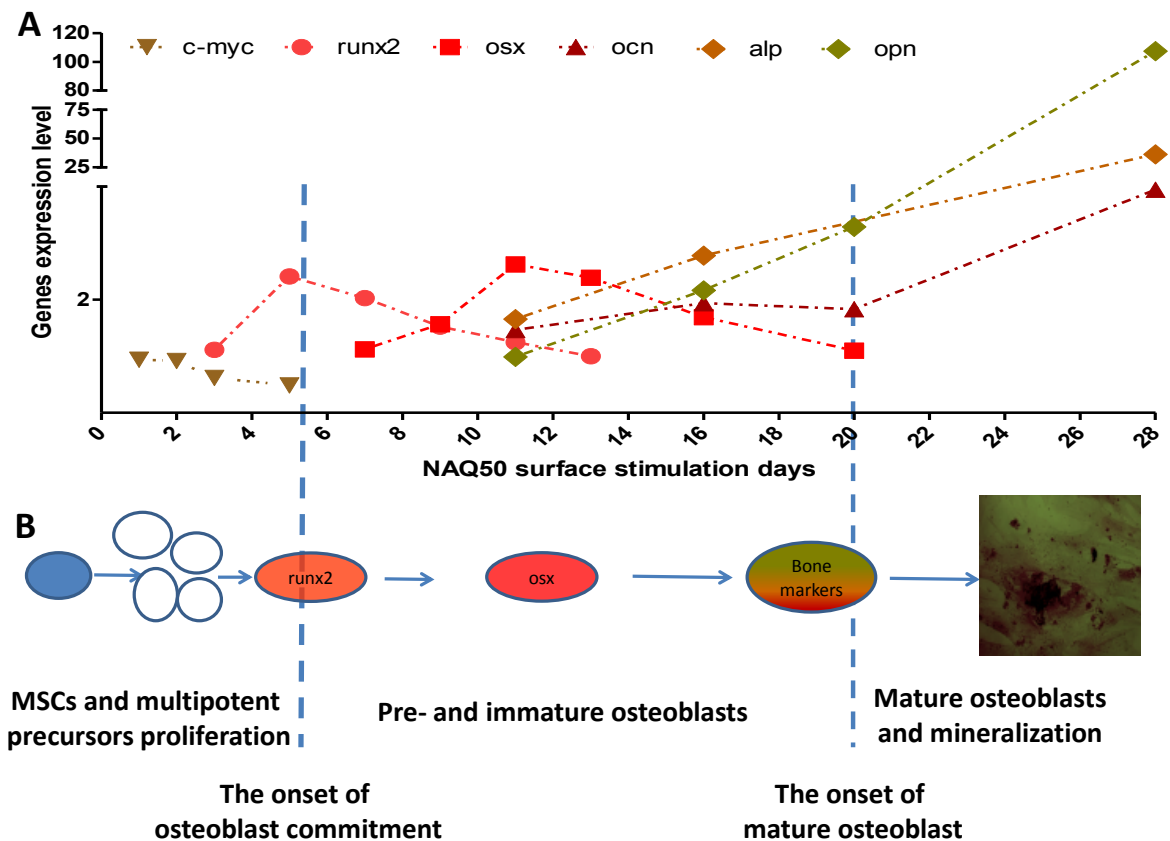 A
120
100
80
75
50
25
2
Genes expression level
c-myc runx2 osx ocn alp opn
0 2 4 6 8 10 12 14 16 18 20 22 24 26 28
NAQ50 surface stimulation days
B
runx2
osx
Bone
markers
MSCs and multipotent
precursors proliferation
Pre- and immature osteoblasts
Mature osteoblasts
and mineralization
The onset of
osteoblast commitment
The onset of
mature osteoblast